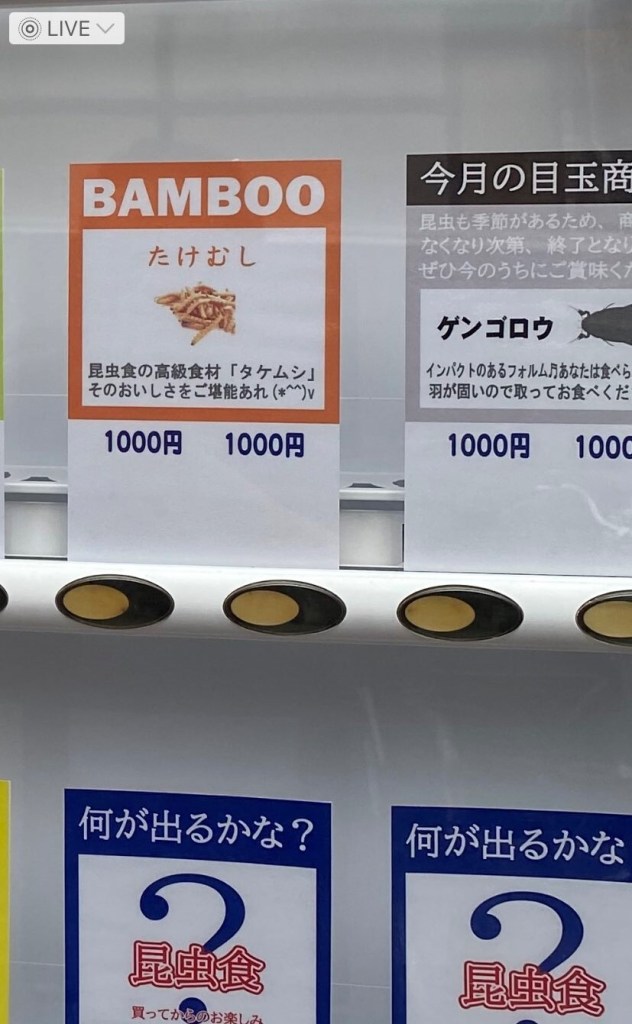 LIVE
BAMBOO
たけむし
昆虫食の高級食材「タケムシ」
そのおいしさをご堪能あれ(*^^)v
1000円 1000円
今月の目玉商
昆虫も季節があるため、商
なくなり次第、終了となり
ぜひ今のうちにご賞味くだ
ゲンゴロウ
インパクトのあるフォルム乃あなたは食べら
羽が固いので取ってお食べくだ
1000円 1000
何が出るかな?
?
昆虫食
買ってからのお楽しみ
何が出るかな
?
昆虫食